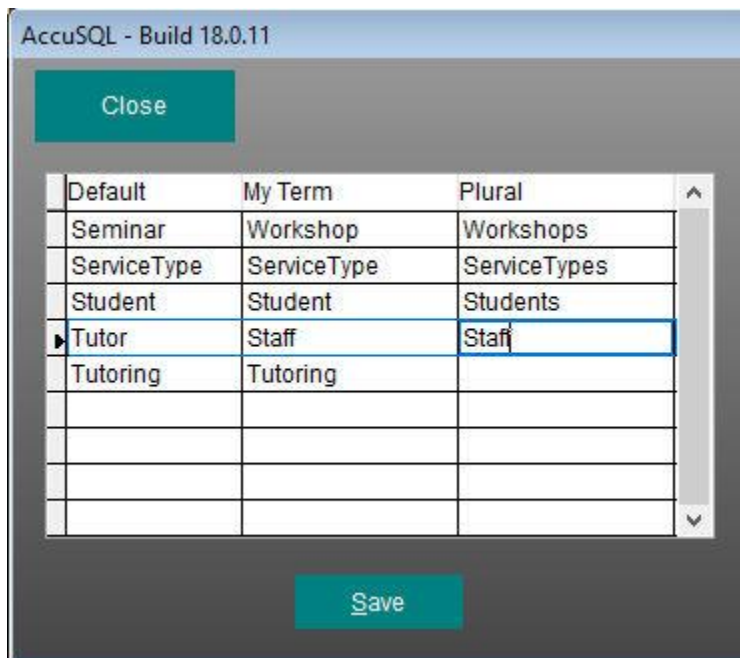 AccuSQL - Build 18.0.11
Close
Default My Term Plural
Seminar Workshop Workshops
ServiceType ServiceType ServiceTypes
Student Student Students
Tutor Staff Staff
Tutoring Tutoring
Save